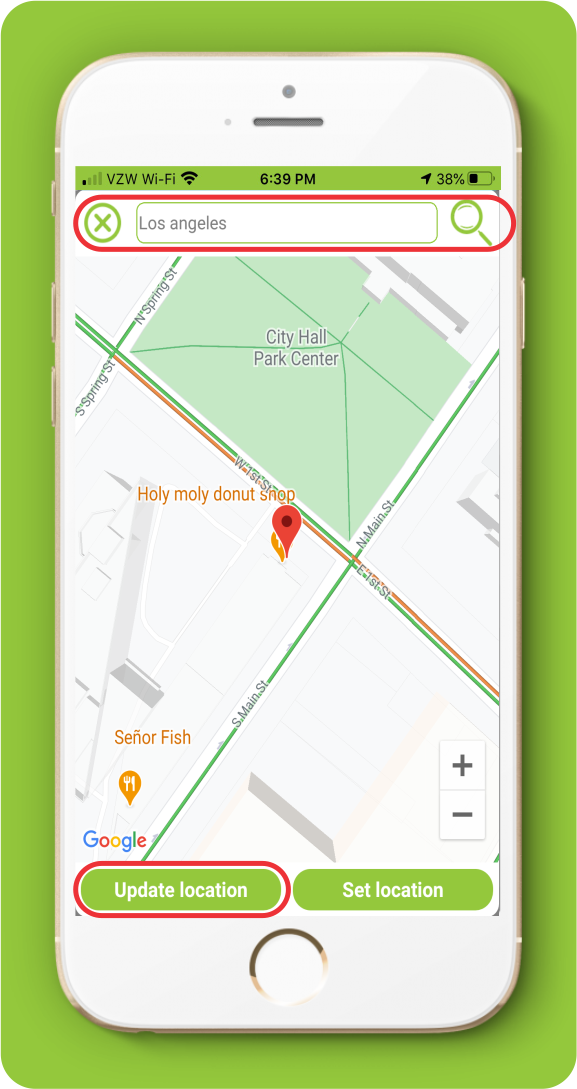 VZW Wi-Fi 6:39 PM 38%
Los angeles
N Spring St
City Hall
Park Center
S Spring St
W 1st St
Holy moly donut shop
N Main St
E 1st St
S Main St
Señor Fish
+
−
Google
Update location Set location